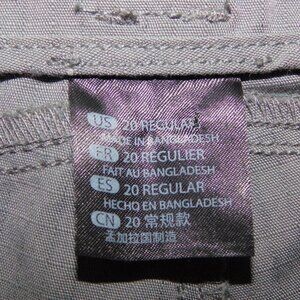 US 20 REGULAR
MADE IN BANGLADESH
FR 20 REGULIER
FAIT AU BANGLADESH
ES 20 REGULAR
HECHO EN BANGLADESH
CN 20 常规款
孟加拉国制造